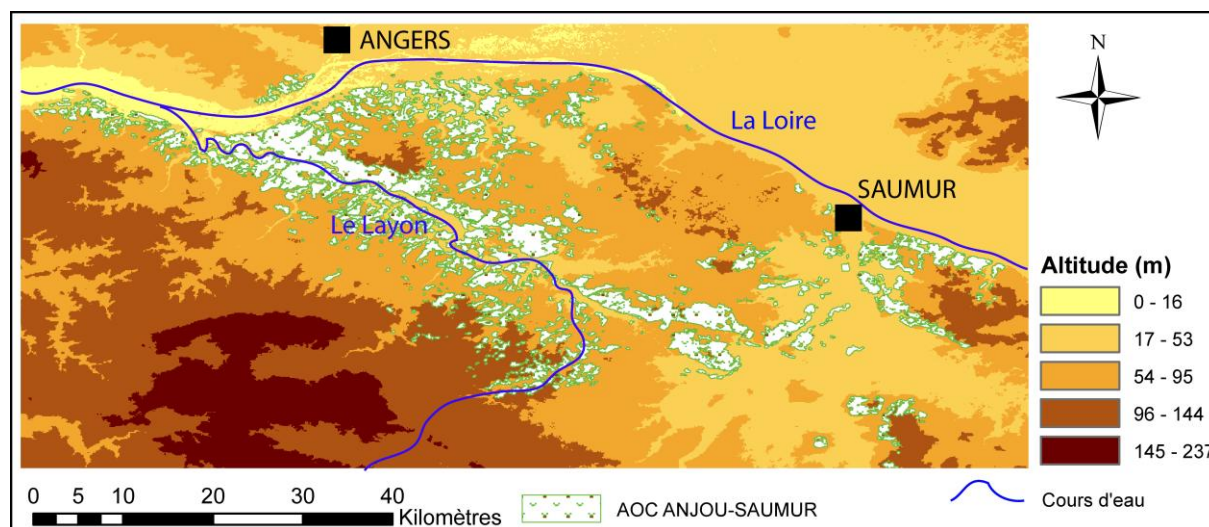 ANGERS
N
La Loire
SAUMUR
Le Layon
Altitude (m)
0 - 16
17 - 53
54 - 95
96 - 144
145 - 237
0 5 10 20 30 40
Kilomètres
AOC ANJOU-SAUMUR
Cours d'eau